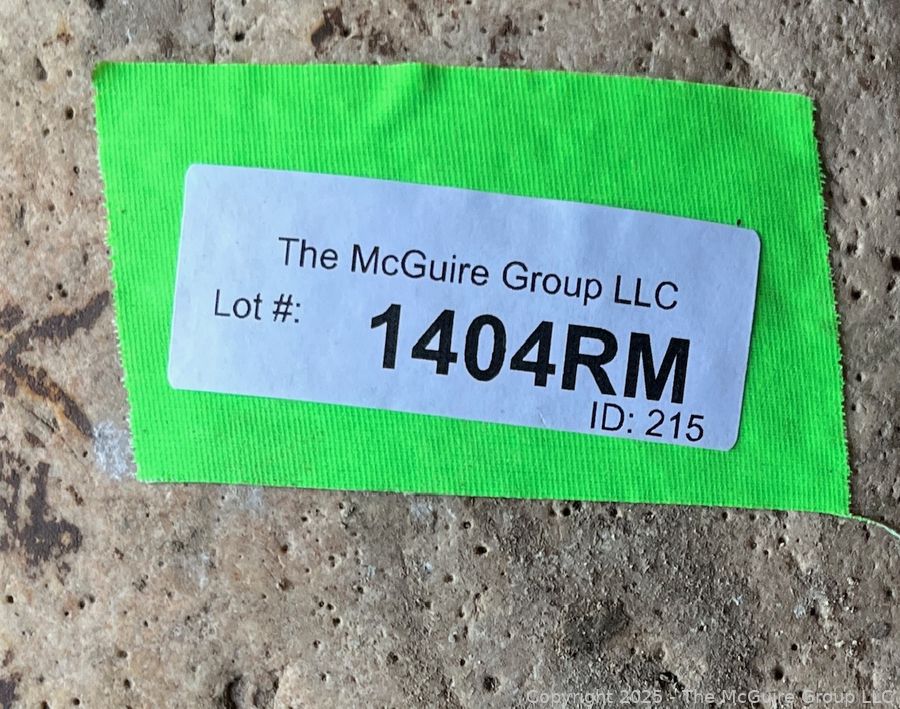 The McGuire Group LLC
Lot #:
1404RM
ID: 215
Copyright 2025 - The McGuire Group LLC